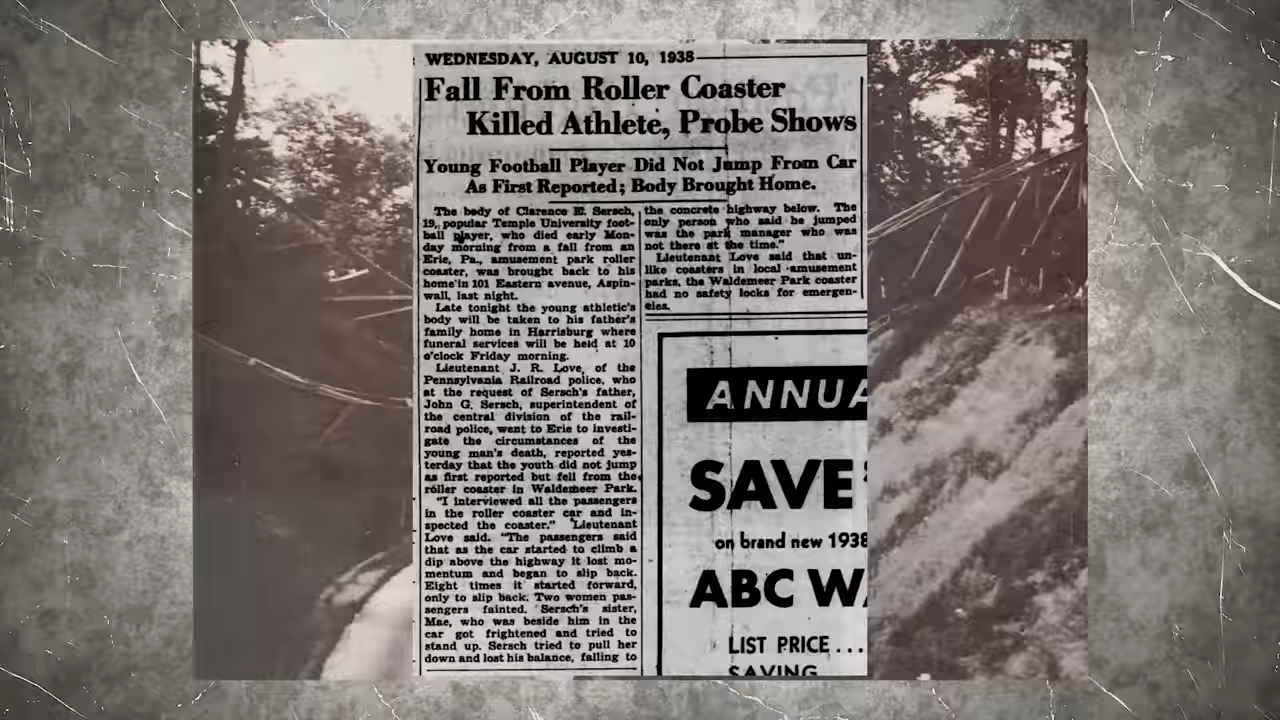 WEDNESDAY, AUGUST 10, 1938
Fall From Roller Coaster
Killed Athlete, Probe Shows
Young Football Player Did Not Jump From Car
As First Reported; Body Brought Home.
The body of Clarence E. Sersch,
19, popular Temple University foot-
ball player, who died early Mon-
day morning from a fall from an
Erie, Pa., amusement park roller
coaster, was brought back to his
home in 101 Eastern avenue, Aspin-
wall, last night.
Late tonight the young athletic's
body will be taken to his father's
family home in Harrisburg where
funeral services will be held at 10
o'clock Friday morning.
Lieutenant J. R. Love, of the
Pennsylvania Railroad police, who
at the request of Sersch's father,
John G. Sersch, superintendent of
the central division of the rail-
road police, went to Erie to investi-
gate the circumstances of the
young man's death, reported yes-
terday that the youth did not jump
as first reported but fell from the
roller coaster in Waldemeer Park.
"I interviewed all the passengers
in the roller coaster car and in-
spected the coaster." Lieutenant
Love said. "The passengers said
that as the car started to climb a
dip above the highway it lost mo-
mentum and began to slip back.
Eight times it started forward,
only to slip back. Two women pas-
sengers fainted. Sersch's sister,
Mae, who was beside him in the
car got frightened and tried to
stand up. Sersch tried to pull her
down and lost his balance, falling to
the concrete highway below. The
only person who said he jumped
was the park manager who was
not there at the time."
Lieutenant Love said that un-
like coasters in local amusement
parks, the Waldemeer Park coaster
had no safety locks for emergen-
cies.
ANNUA
SAVE
on brand new 1938
ABC WA
LIST PRICE ...
SAVING